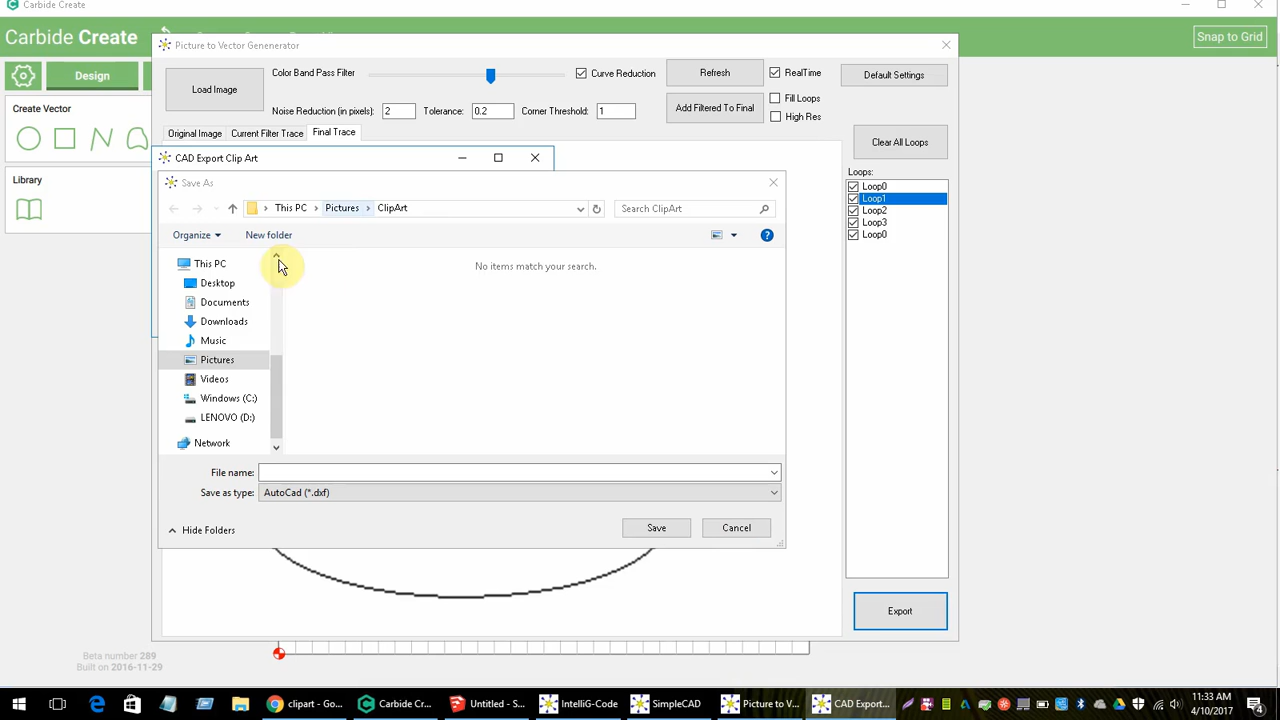 Carbide Create
Carbide Create
Snap to Grid
Design
Create Vector
Library
Picture to Vector Genenerator
Load Image
Color Band Pass Filter
Curve Reduction
Refresh
RealTime
Default Settings
Noise Reduction (in pixels): 2
Tolerance: 0.2
Corner Threshold: 1
Add Filtered To Final
Fill Loops
High Res
Original Image
Current Filter Trace
Final Trace
Clear All Loops
Loops:
Loop0
Loop1
Loop2
Loop3
Loop0
Export
CAD Export Clip Art
Save As
This PC
Pictures
ClipArt
Search ClipArt
Organize
New folder
This PC
Desktop
Documents
Downloads
Music
Pictures
Videos
Windows (C:)
LENOVO (D:)
Network
No items match your search.
File name:
Save as type: AutoCad (*.dxf)
Hide Folders
Save
Cancel
Beta number 289
Built on 2016-11-29
clipart - Go...
Carbide Cr...
Untitled - S...
IntelliG-Code
SimpleCAD
Picture to V...
CAD Export...
11:33 AM
4/10/2017
4